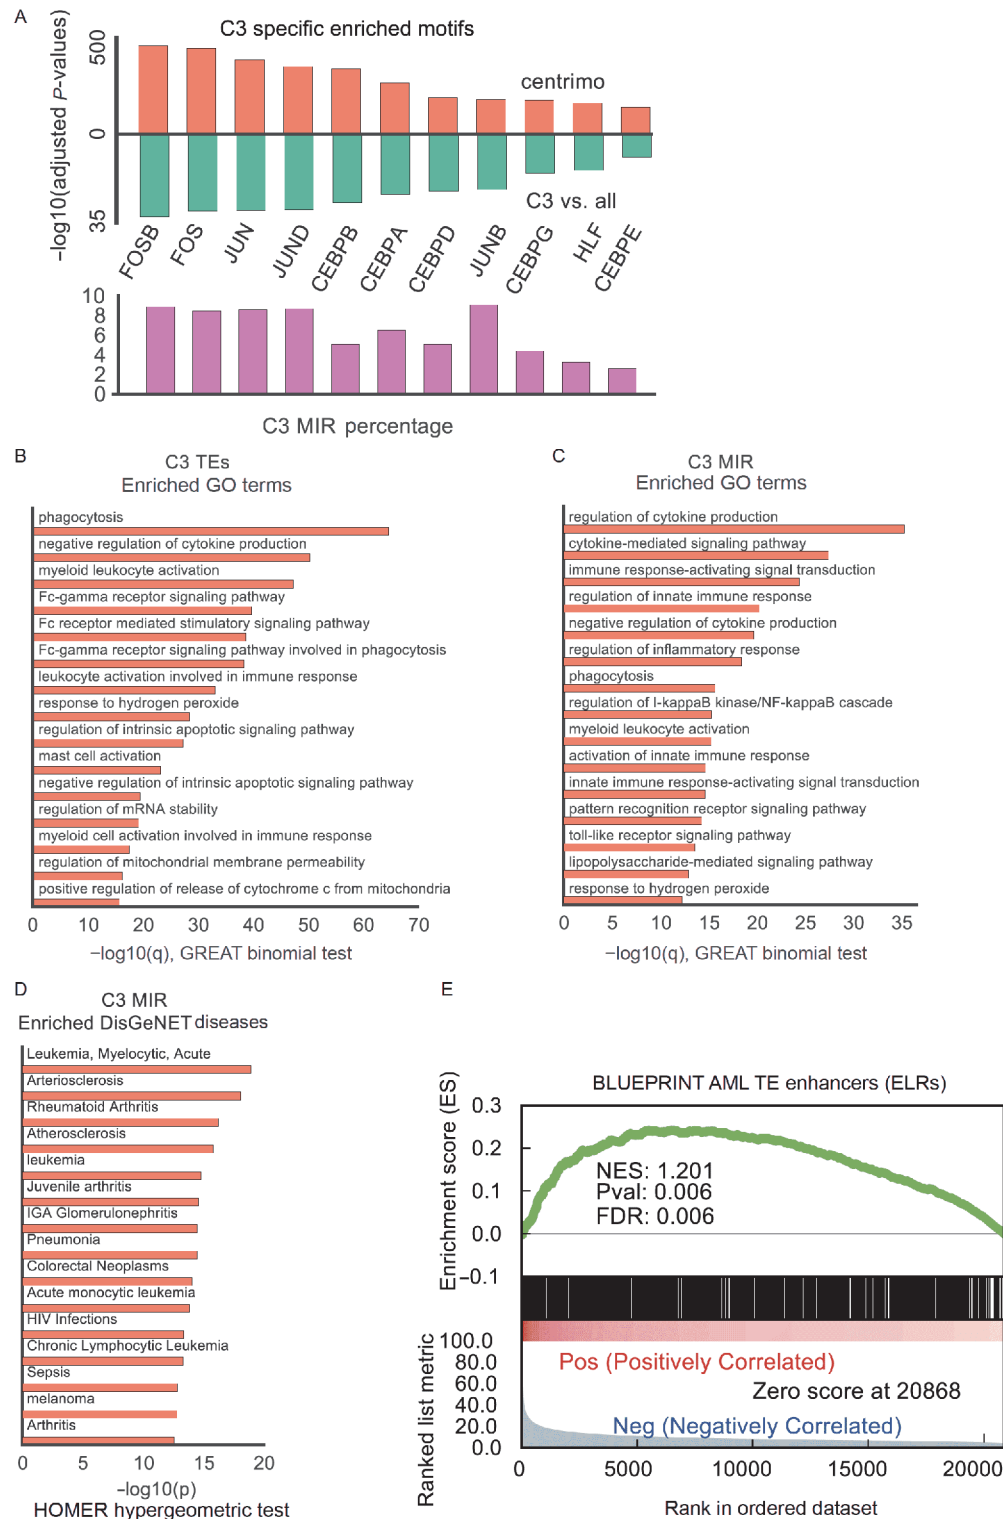 A
C3 specific enriched motifs
centrimo
C3 vs. all
-log10(adjusted P-values)
500
0
35
FOSB
FOS
JUN
JUND
CEBPB
CEBPA
CEBPD
JUNB
CEBPG
HLF
CEBPE
10
8
6
4
2
0
C3 MIR percentage
B
C3 TEs
Enriched GO terms
phagocytosis
negative regulation of cytokine production
myeloid leukocyte activation
Fc-gamma receptor signaling pathway
Fc receptor mediated stimulatory signaling pathway
Fc-gamma receptor signaling pathway involved in phagocytosis
leukocyte activation involved in immune response
response to hydrogen peroxide
regulation of intrinsic apoptotic signaling pathway
mast cell activation
negative regulation of intrinsic apoptotic signaling pathway
regulation of mRNA stability
myeloid cell activation involved in immune response
regulation of mitochondrial membrane permeability
positive regulation of release of cytochrome c from mitochondria
0 10 20 30 40 50 60 70
−log10(q), GREAT binomial test
C
C3 MIR
Enriched GO terms
regulation of cytokine production
cytokine-mediated signaling pathway
immune response-activating signal transduction
regulation of innate immune response
negative regulation of cytokine production
regulation of inflammatory response
phagocytosis
regulation of I-kappaB kinase/NF-kappaB cascade
myeloid leukocyte activation
activation of innate immune response
innate immune response-activating signal transduction
pattern recognition receptor signaling pathway
toll-like receptor signaling pathway
lipopolysaccharide-mediated signaling pathway
response to hydrogen peroxide
0 5 10 15 20 25 30 35
−log10(q), GREAT binomial test
D
C3 MIR
Enriched DisGeNET diseases
Leukemia, Myelocytic, Acute
Arteriosclerosis
Rheumatoid Arthritis
Atherosclerosis
leukemia
Juvenile arthritis
IGA Glomerulonephritis
Pneumonia
Colorectal Neoplasms
Acute monocytic leukemia
HIV Infections
Chronic Lymphocytic Leukemia
Sepsis
melanoma
Arthritis
0 5 10 15 20
−log10(p)
HOMER hypergeometric test
E
BLUEPRINT AML TE enhancers (ELRs)
Enrichment score (ES)
0.3
0.2
0.1
0.0
−0.1
NES: 1.201
Pval: 0.006
FDR: 0.006
Ranked list metric
100.0
80.0
60.0
40.0
20.0
0.0
Pos (Positively Correlated)
Zero score at 20868
Neg (Negatively Correlated)
0 5000 10000 15000 20000
Rank in ordered dataset